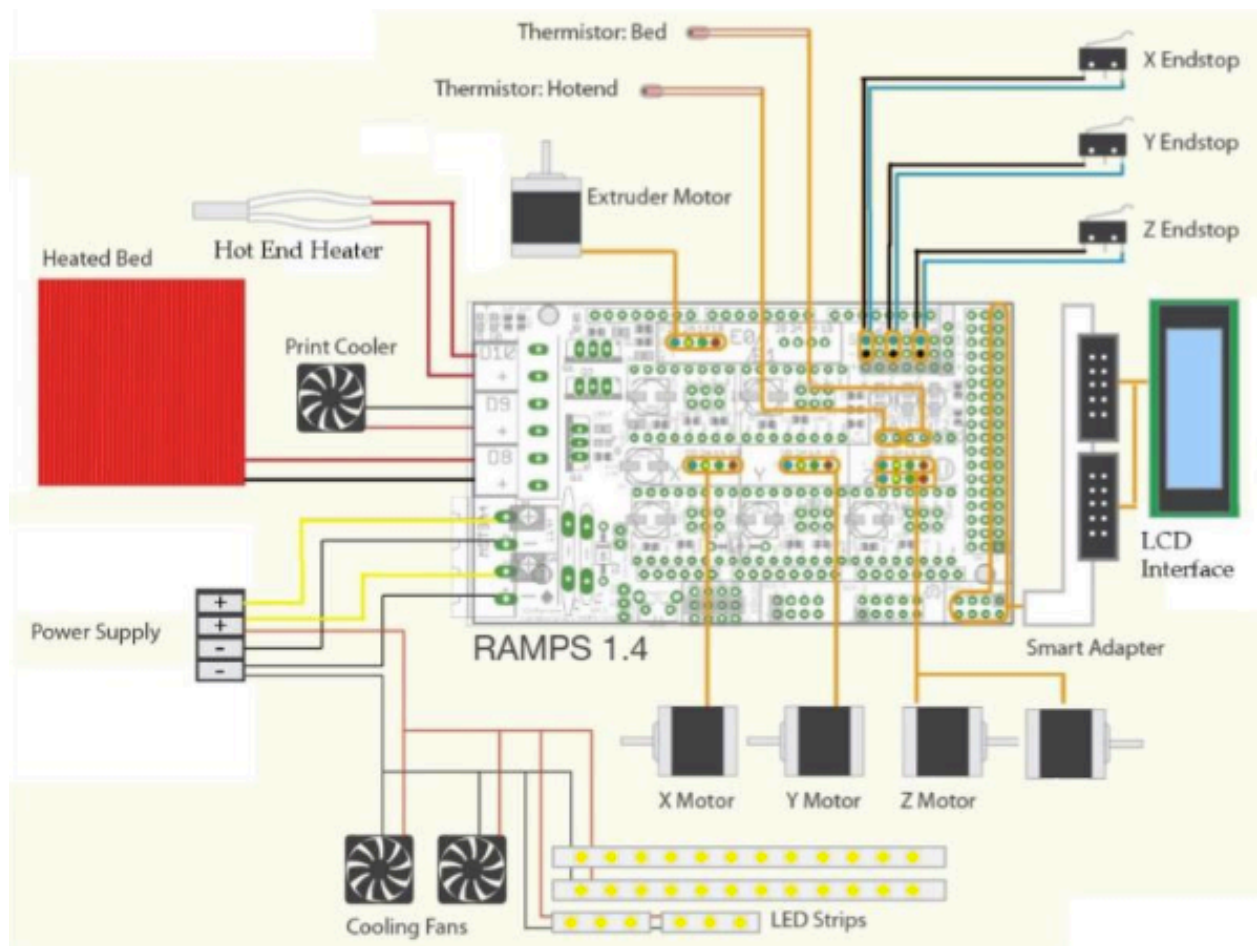 Thermistor: Bed
Thermistor: Hotend
X Endstop
Y Endstop
Z Endstop
Extruder Motor
Hot End Heater
Heated Bed
Print Cooler
D10
+
D9
+
D8
+
E0
X
Y
Z
LCD
Interface
Power Supply
+
+
-
-
RAMPS 1.4
Smart Adapter
X Motor
Y Motor
Z Motor
Cooling Fans
LED Strips